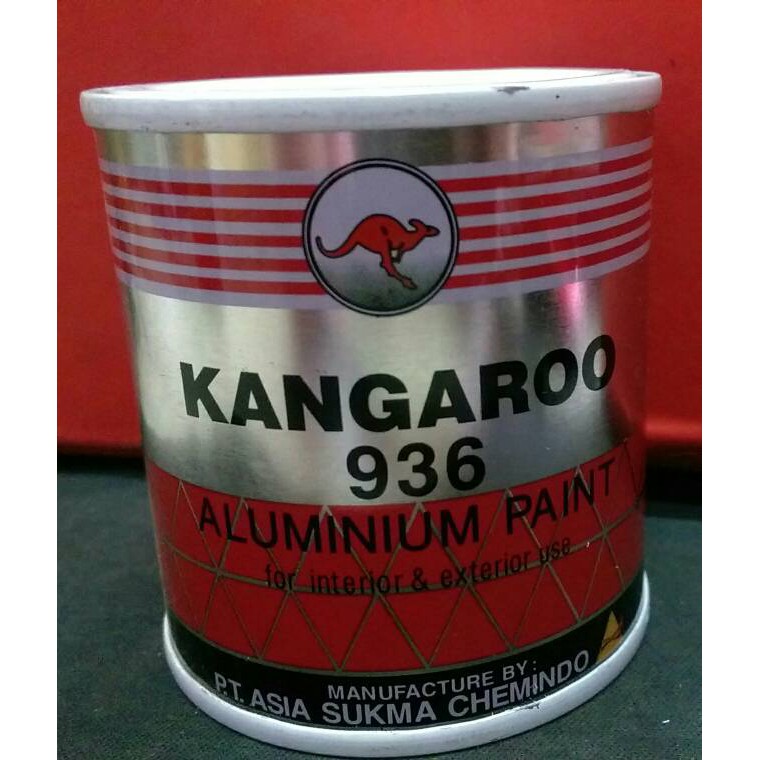 KANGAROO
936
ALUMINIUM PAINT
for interior & exterior use
MANUFACTURE BY:
P.T. ASIA SUKMA CHEMINDO